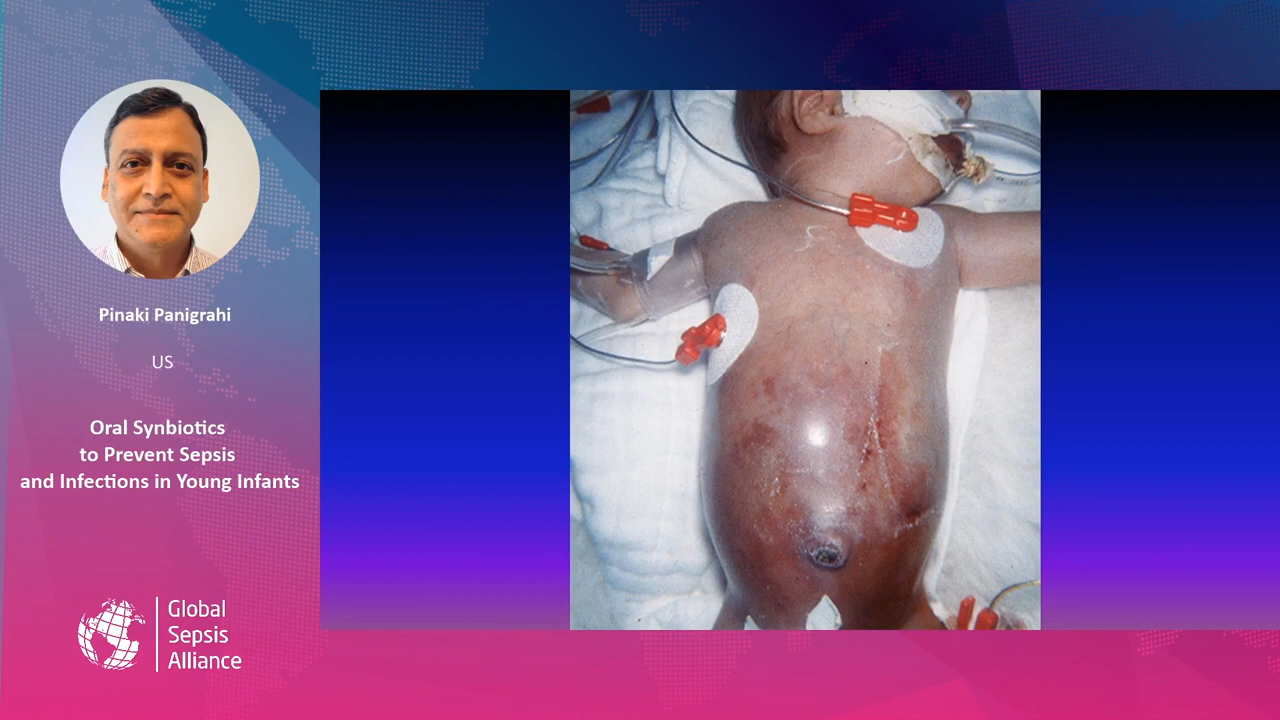 Pinaki Panigrahi
US
Oral Synbiotics
to Prevent Sepsis
and Infections in Young Infants
Global
Sepsis
Alliance